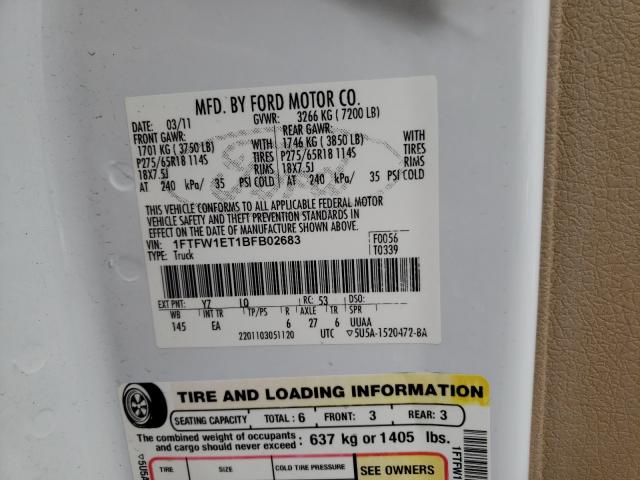 MFD. BY FORD MOTOR CO.
DATE: 03/11 GVWR: 3266 KG ( 7200 LB)
FRONT GAWR: REAR GAWR:
1701 KG ( 3750 LB) WITH 1746 KG ( 3850 LB) WITH
P275/65R18 114S TIRES P275/65R18 114S TIRES
18X7.5J RIMS 18X7.5J RIMS
AT 240 kPa/ 35 PSI COLD AT 240 kPa/ 35 PSI COLD
THIS VEHICLE CONFORMS TO ALL APPLICABLE FEDERAL MOTOR
VEHICLE SAFETY AND THEFT PREVENTION STANDARDS IN
EFFECT ON THE DATE OF MANUFACTURE SHOWN ABOVE.
VIN: 1FTFW1ET1BFB02683 F0056
TYPE: Truck T0339
EXT PNT: Y7 LQ RC: 53 DSO:
WB INT TR TP/PS R AXLE TR SPR
145 EA 6 27 6 UUAA
2201103051120 UTC ▽5U5A-1520472-BA
TIRE AND LOADING INFORMATION
SEATING CAPACITY TOTAL: 6 FRONT: 3 REAR: 3
The combined weight of occupants
and cargo should never exceed: 637 kg or 1405 lbs.
TIRE SIZE COLD TIRE PRESSURE SEE OWNERS
▽5U5A
1FTFW1